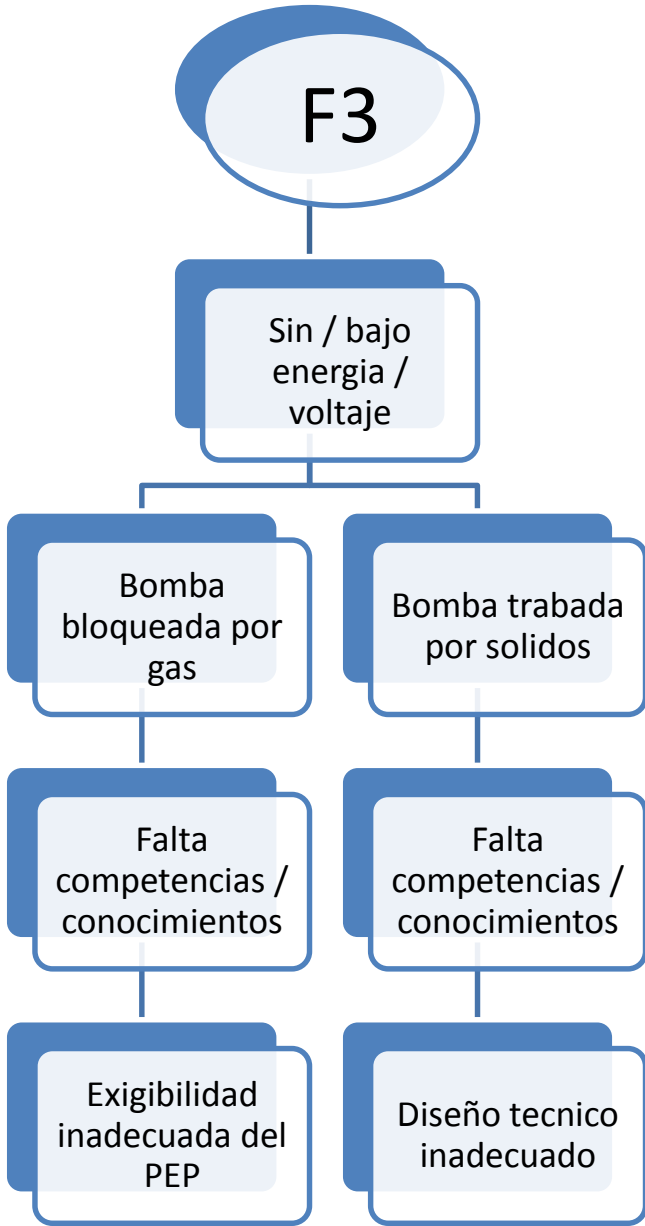 F3
Sin / bajo
energia /
voltaje
Bomba
bloqueada por
gas
Bomba trabada
por solidos
Falta
competencias /
conocimientos
Falta
competencias /
conocimientos
Exigibilidad
inadecuada del
PEP
Diseño tecnico
inadecuado